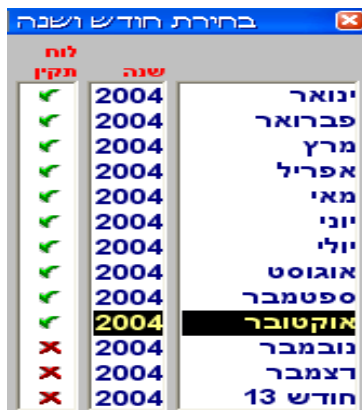 בחירת חודש ושנה
שנה לוח תקין
ינואר 2004
פברואר 2004
מרץ 2004
אפריל 2004
מאי 2004
יוני 2004
יולי 2004
אוגוסט 2004
ספטמבר 2004
אוקטובר 2004
נובמבר 2004
דצמבר 2004
חודש 13 2004